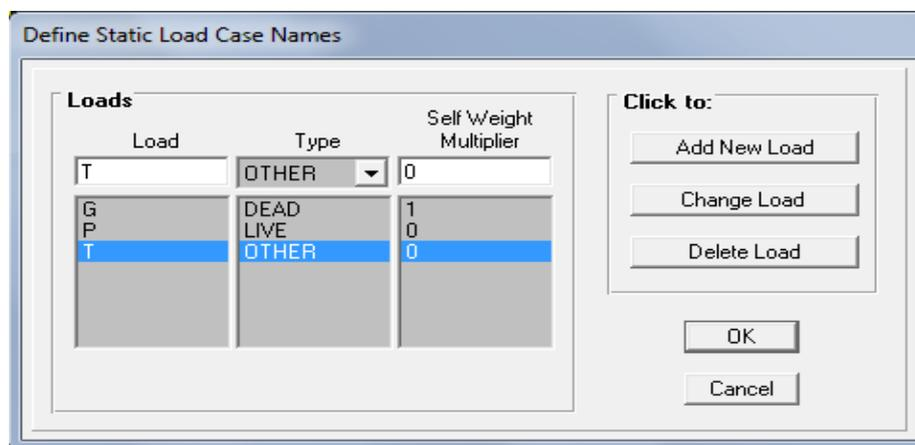 Define Static Load Case Names
Loads
Load Type Self Weight Multiplier
T OTHER 0
G DEAD 1
P LIVE 0
T OTHER 0
Click to:
Add New Load
Change Load
Delete Load
OK
Cancel